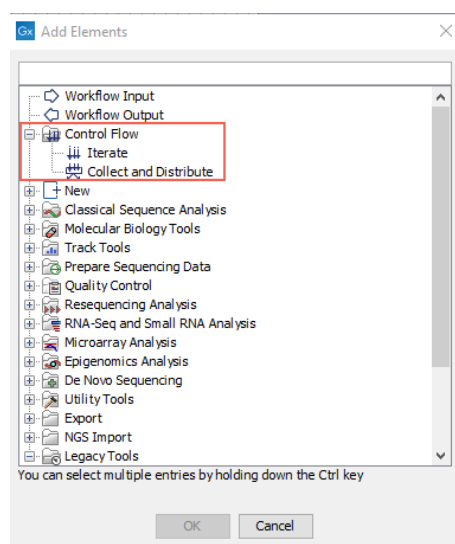 Gx Add Elements
Workflow Input
Workflow Output
Control Flow
Iterate
Collect and Distribute
New
Classical Sequence Analysis
Molecular Biology Tools
Track Tools
Prepare Sequencing Data
Quality Control
Resequencing Analysis
RNA-Seq and Small RNA Analysis
Microarray Analysis
Epigenomics Analysis
De Novo Sequencing
Utility Tools
Export
NGS Import
Legacy Tools
You can select multiple entries by holding down the Ctrl key
OK Cancel